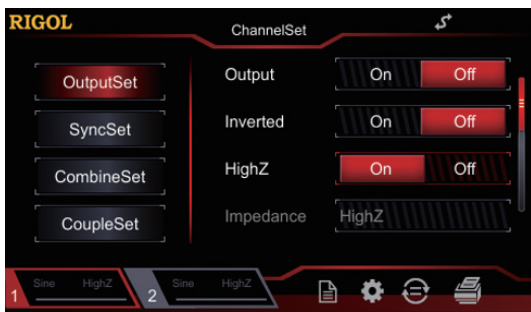 RIGOL
ChannelSet
OutputSet
SyncSet
CombineSet
CoupleSet
Output On Off
Inverted On Off
HighZ On Off
Impedance HighZ
1 Sine HighZ
2 Sine HighZ